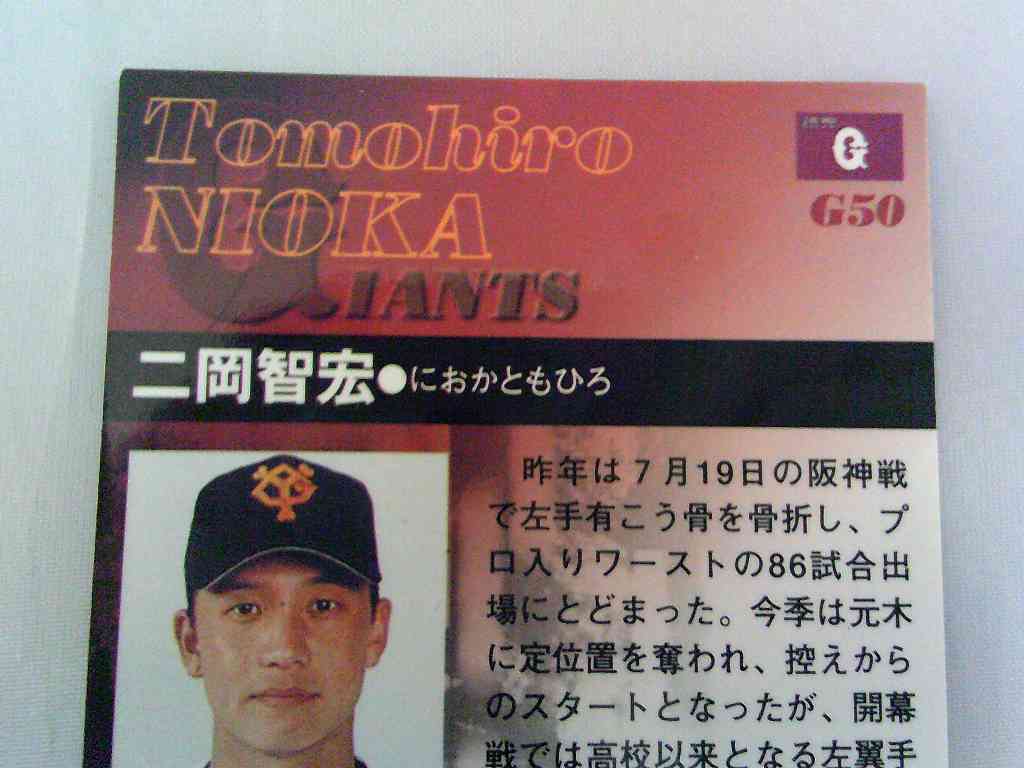 Tomohiro
NIOKA
GIANTS
G
G50
二岡智宏●におかともひろ
昨年は7月19日の阪神戦
で左手有こう骨を骨折し、プ
ロ入りワーストの86試合出
場にとどまった。今季は元木
に定位置を奪われ、控えから
のスタートとなったが、開幕
戦では高校以来となる左翼手